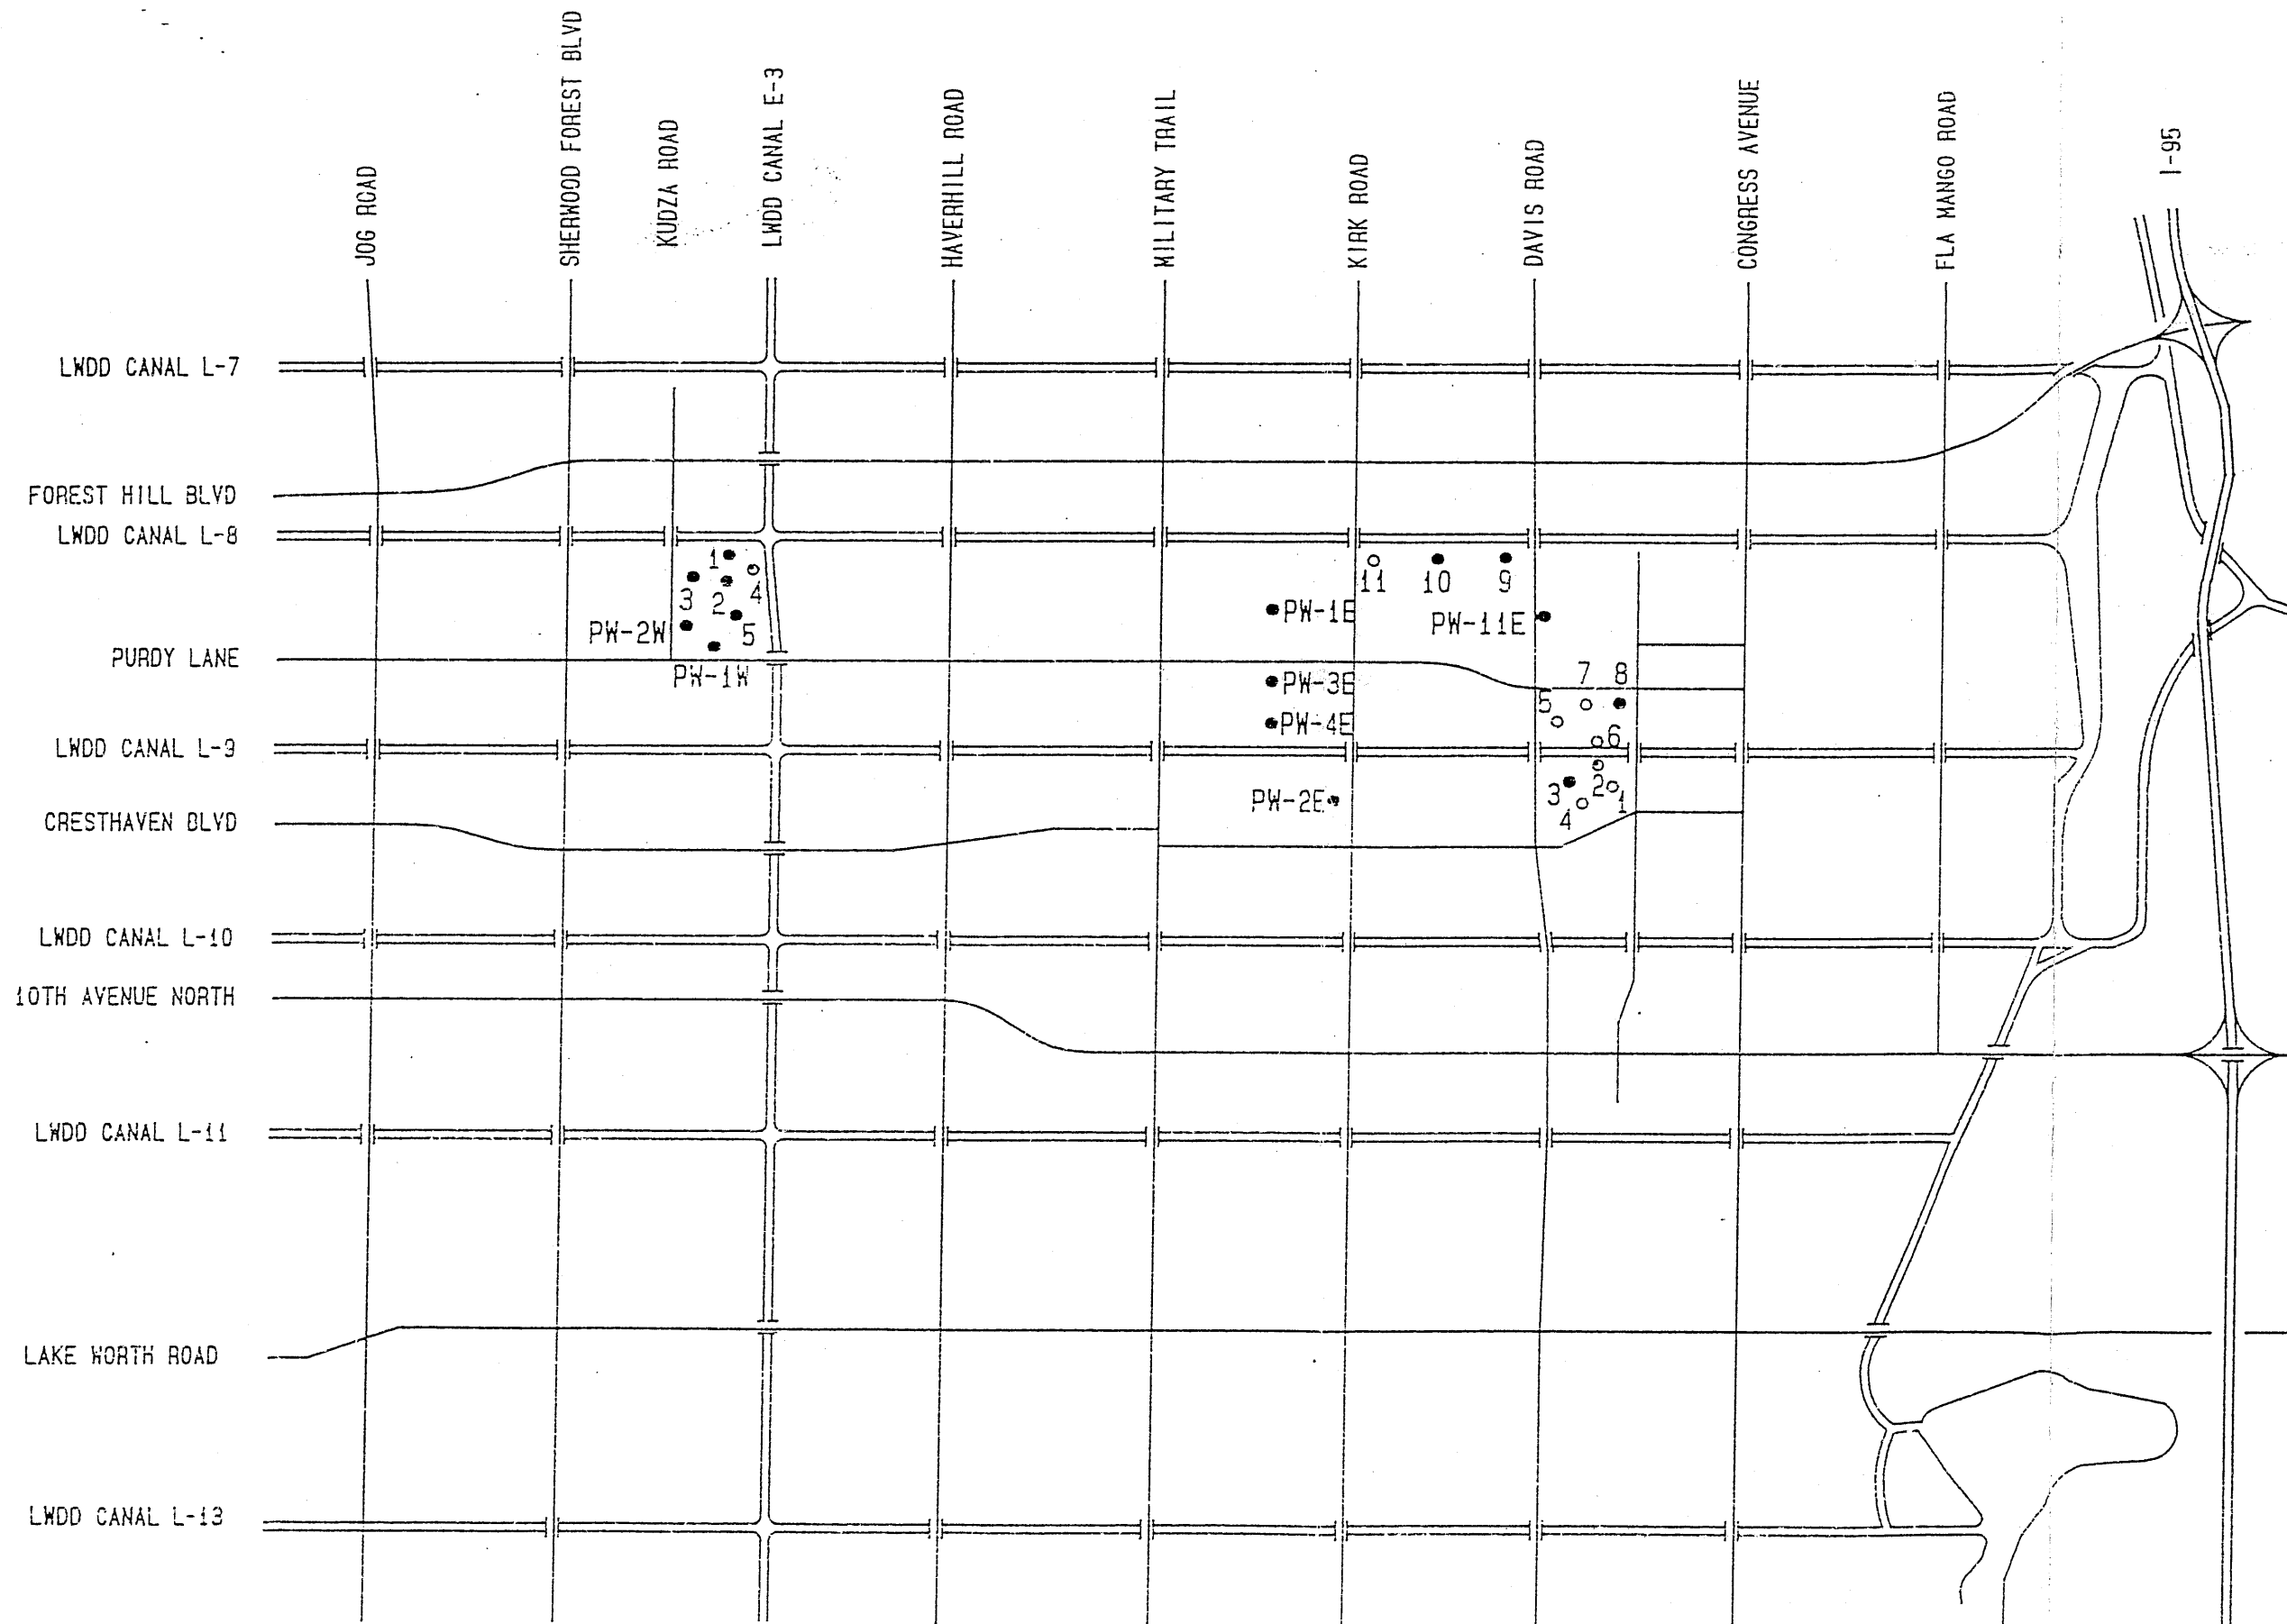 JOG ROAD
SHERWOOD FOREST BLVD
KUDZA ROAD
LWDD CANAL E-3
HAVERHILL ROAD
MILITARY TRAIL
KIRK ROAD
DAVIS ROAD
CONGRESS AVENUE
FLA MANGO ROAD
I-95
LWDD CANAL L-7
FOREST HILL BLVD
LWDD CANAL L-8
1
3
2
4
5
PW-2W
PW-1W
11
10
9
PW-1E
PW-11E
PURDY LANE
PW-3E
PW-4E
7
8
5
6
LWDD CANAL L-9
PW-2E
3
2
1
4
CRESTHAVEN BLVD
LWDD CANAL L-10
10TH AVENUE NORTH
LWDD CANAL L-11
LAKE WORTH ROAD
LWDD CANAL L-13